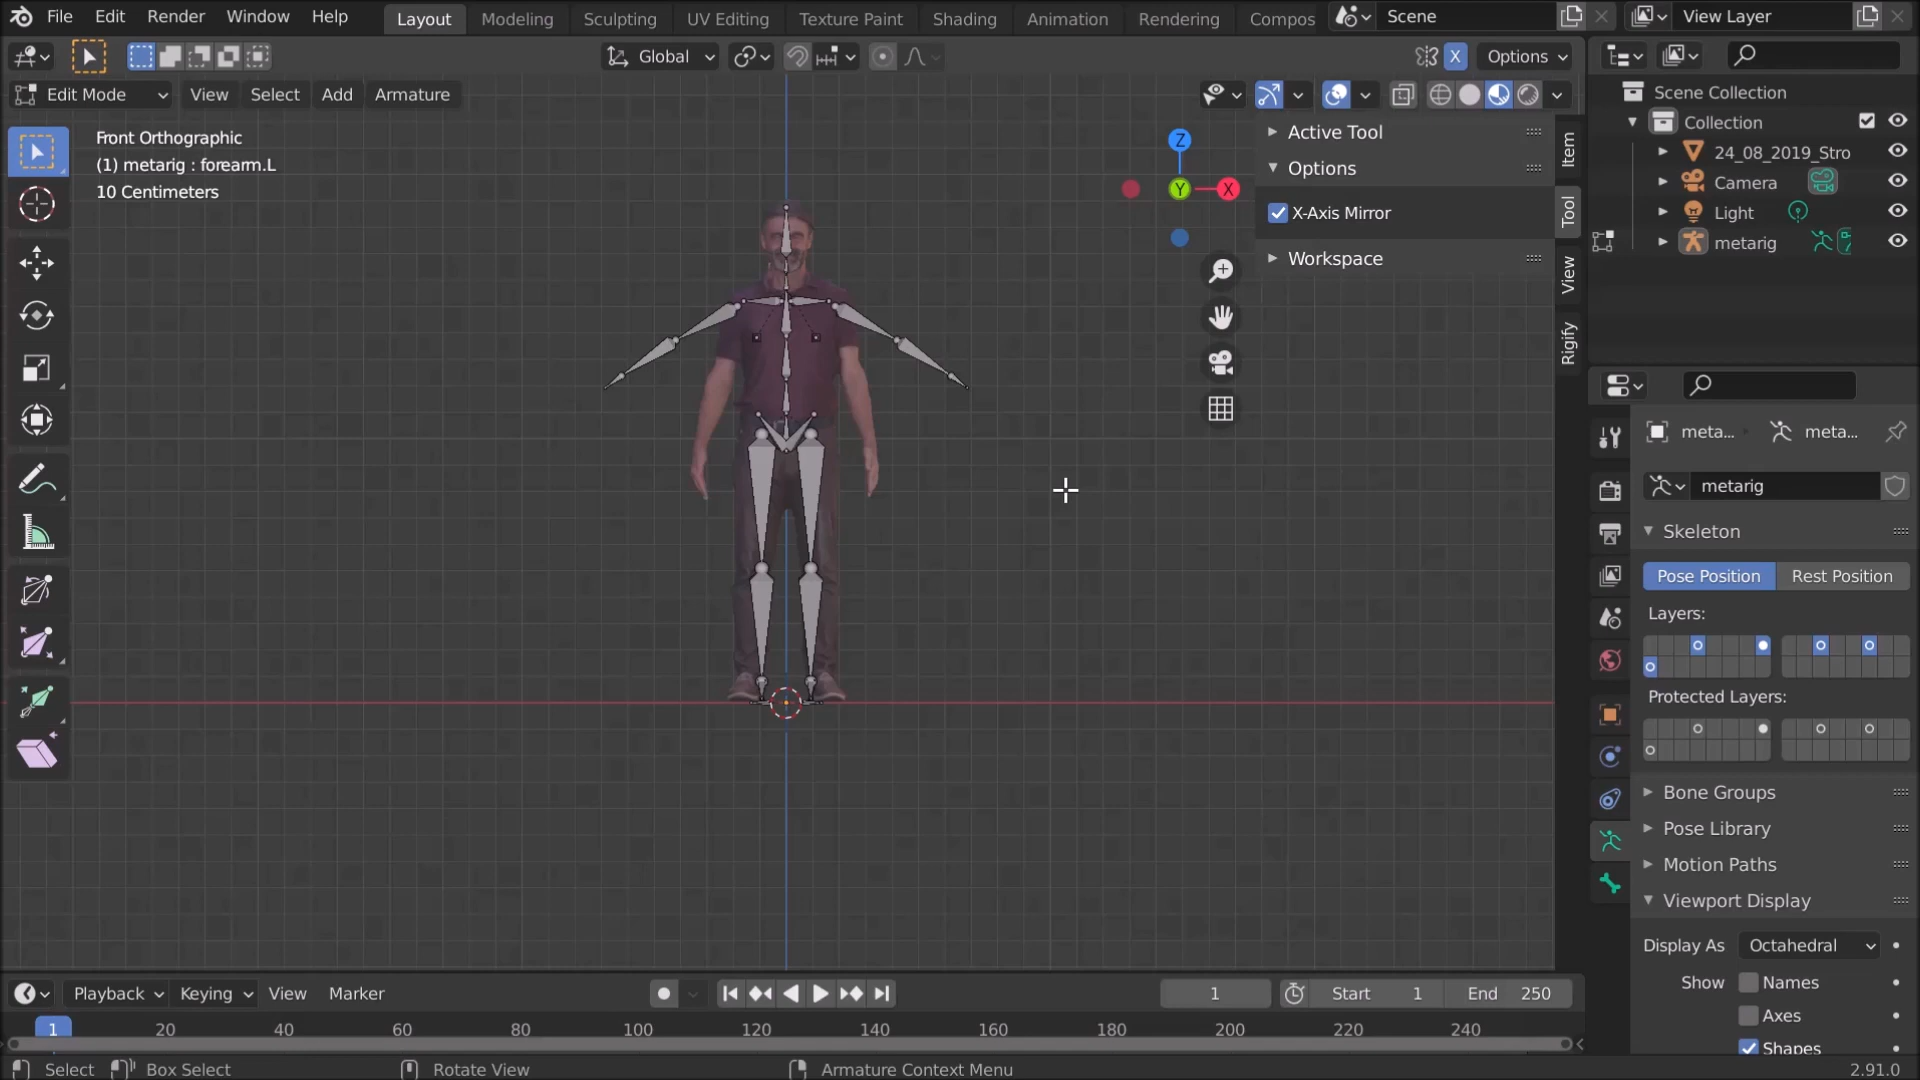 File Edit Render Window Help Layout Modeling Sculpting UV Editing Texture Paint Shading Animation Rendering Compos Scene View Layer
Global X Options
Edit Mode View Select Add Armature
Front Orthographic
(1) metarig : forearm.L
10 Centimeters
Z
Y
X
Active Tool
Options
X-Axis Mirror
Workspace
Item
Tool
View
Rigify
Scene Collection
Collection
24_08_2019_Stro
Camera
Light
metarig
meta... meta...
metarig
Skeleton
Pose Position Rest Position
Layers:
Protected Layers:
Bone Groups
Pose Library
Motion Paths
Viewport Display
Display As Octahedral
Show Names
Axes
Shapes
Playback Keying View Marker 1 Start 1 End 250
1 20 40 60 80 100 120 140 160 180 200 220 240
Select Box Select Rotate View Armature Context Menu 2.91.0